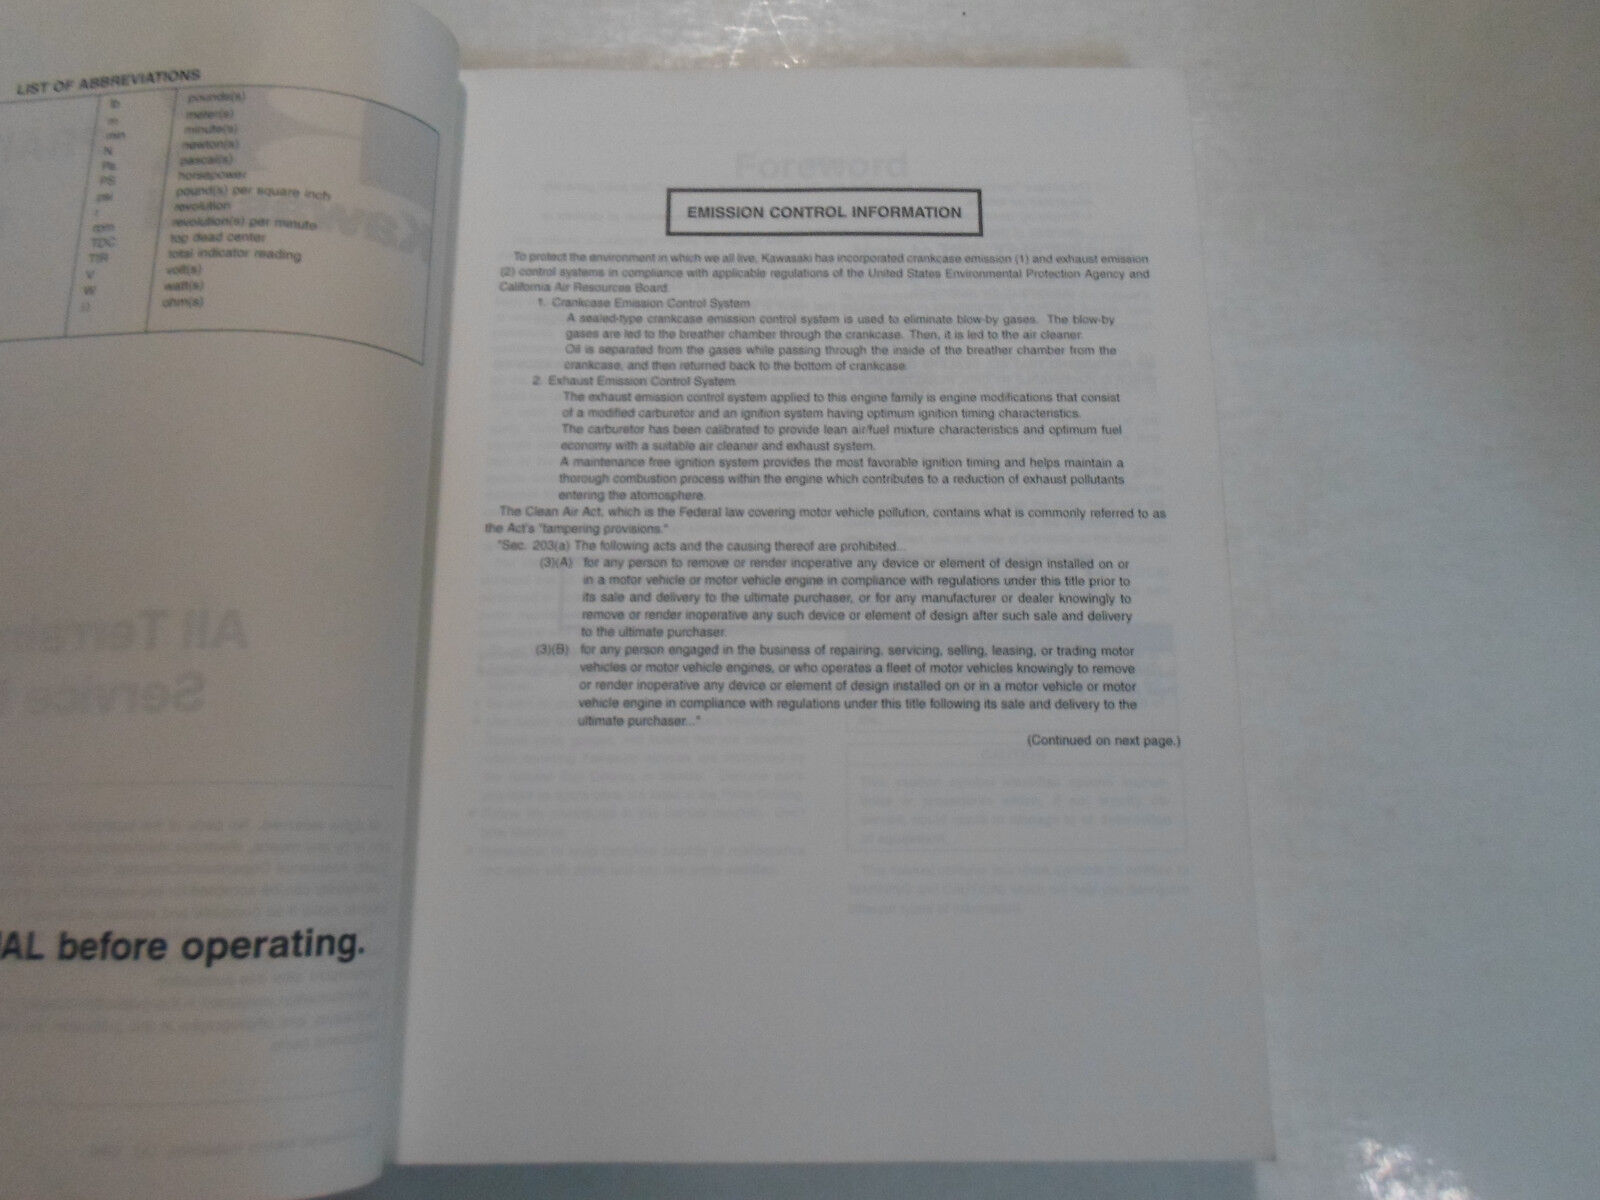 LIST OF ABBREVIATIONS
lb pounds(s)
m meter(s)
min minute(s)
N newton(s)
Pa pascal(s)
PS horsepower
psi pound(s) per square inch
r revolution
rpm revolution(s) per minute
TDC top dead center
TIR total indicator reading
V volt(s)
W watt(s)
Ω ohm(s)
AL before operating.
Foreword
EMISSION CONTROL INFORMATION
To protect the environment in which we all live, Kawasaki has incorporated crankcase emission (1) and exhaust emission
(2) control systems in compliance with applicable regulations of the United States Environmental Protection Agency and
California Air Resources Board.
1. Crankcase Emission Control System
A sealed-type crankcase emission control system is used to eliminate blow-by gases. The blow-by
gases are led to the breather chamber through the crankcase. Then, it is led to the air cleaner.
Oil is separated from the gases while passing through the inside of the breather chamber from the
crankcase, and then returned back to the bottom of crankcase.
2. Exhaust Emission Control System
The exhaust emission control system applied to this engine family is engine modifications that consist
of a modified carburetor and an ignition system having optimum ignition timing characteristics.
The carburetor has been calibrated to provide lean air/fuel mixture characteristics and optimum fuel
economy with a suitable air cleaner and exhaust system.
A maintenance free ignition system provides the most favorable ignition timing and helps maintain a
thorough combustion process within the engine which contributes to a reduction of exhaust pollutants
entering the atomosphere.
The Clean Air Act, which is the Federal law covering motor vehicle pollution, contains what is commonly referred to as
the Act's "tampering provisions."
"Sec. 203(a) The following acts and the causing thereof are prohibited...
(3)(A) for any person to remove or render inoperative any device or element of design installed on or
in a motor vehicle or motor vehicle engine in compliance with regulations under this title prior to
its sale and delivery to the ultimate purchaser, or for any manufacturer or dealer knowingly to
remove or render inoperative any such device or element of design after such sale and delivery
to the ultimate purchaser.
(3)(B) for any person engaged in the business of repairing, servicing, selling, leasing, or trading motor
vehicles or motor vehicle engines, or who operates a fleet of motor vehicles knowingly to remove
or render inoperative any device or element of design installed on or in a motor vehicle or motor
vehicle engine in compliance with regulations under this title following its sale and delivery to the
ultimate purchaser..."
(Continued on next page.)